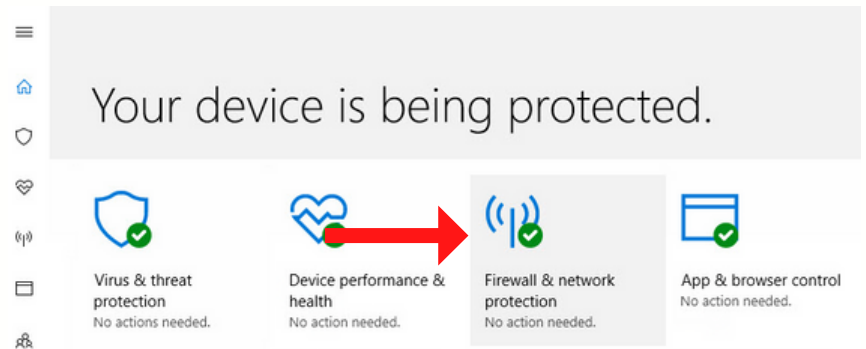 Your device is being protected.
Virus & threat
protection
No actions needed.
Device performance &
health
No action needed.
Firewall & network
protection
No action needed.
App & browser control
No action needed.